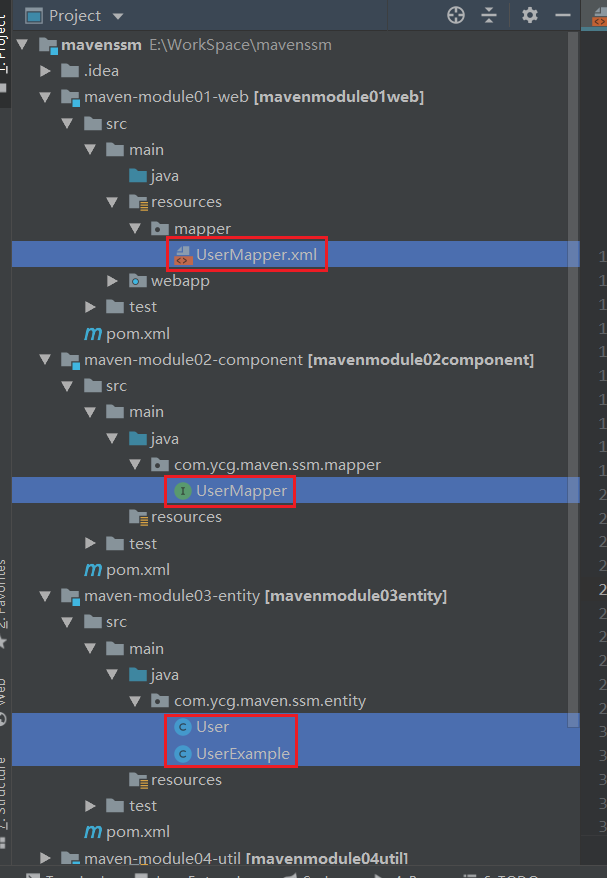 Project
1: Project
mavenssm E:\WorkSpace\mavenssm
.idea
maven-module01-web [mavenmodule01web]
src
main
java
resources
mapper
UserMapper.xml
webapp
test
m pom.xml
maven-module02-component [mavenmodule02component]
src
main
java
com.ycg.maven.ssm.mapper
I UserMapper
resources
test
m pom.xml
maven-module03-entity [mavenmodule03entity]
src
main
java
com.ycg.maven.ssm.entity
C User
C UserExample
resources
test
m pom.xml
maven-module04-util [mavenmodule04util]
2: Favorites
Web